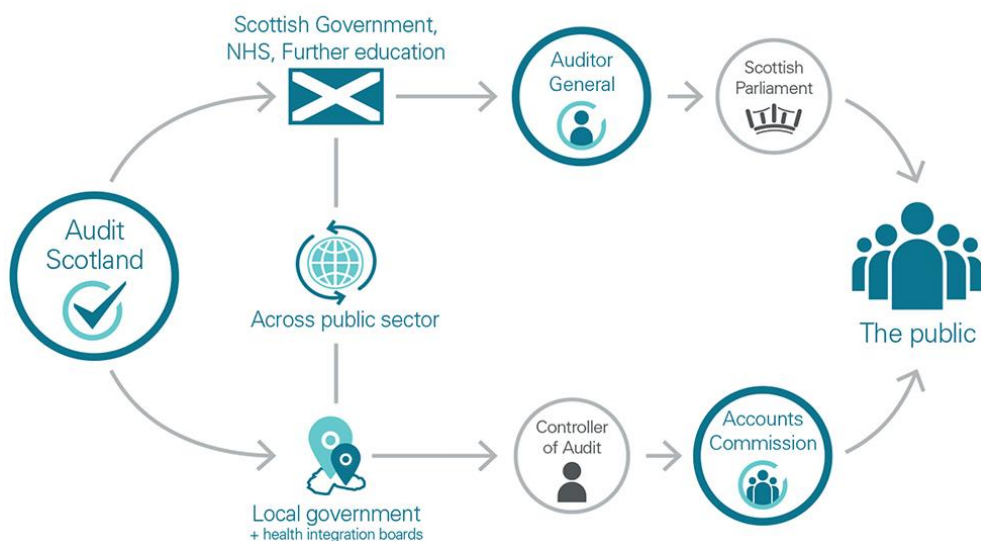 Scottish Government,
NHS, Further education
Auditor
General
Scottish
Parliament
Audit
Scotland
Across public sector
The public
Local government
+ health integration boards
Controller
of Audit
Accounts
Commission